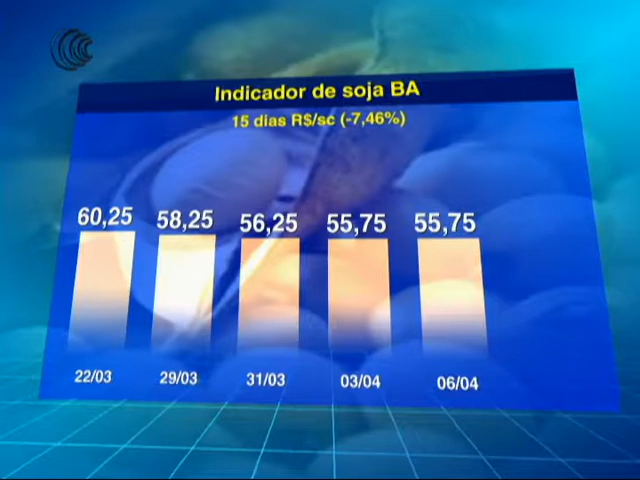 Indicador de soja BA
15 dias R$/sc (-7,46%)
60,25 58,25 56,25 55,75 55,75
22/03 29/03 31/03 03/04 06/04